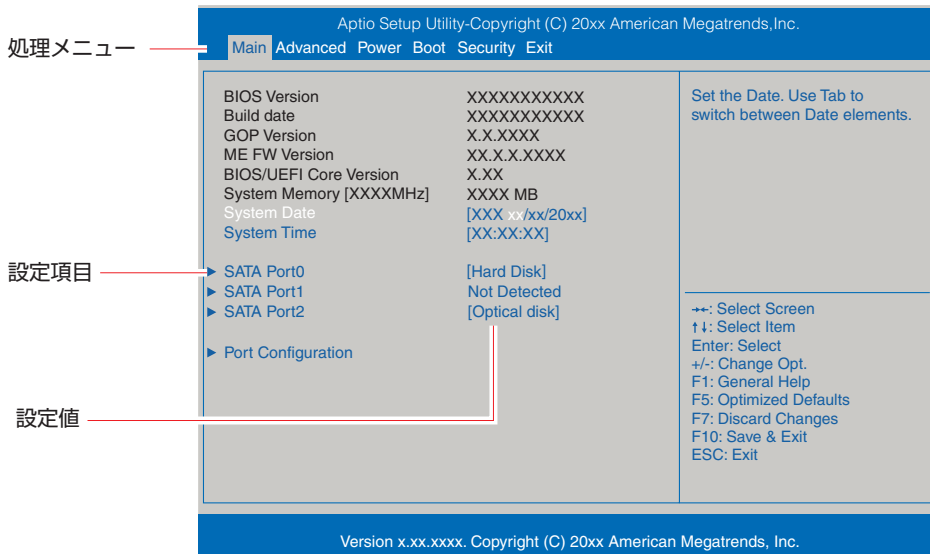 Aptio Setup Utility-Copyright (C) 20xx American Megatrends,Inc.
処理メニュー
Main Advanced Power Boot Security Exit
BIOS Version XXXXXXXXXXX
Build date XXXXXXXXXXX
GOP Version X.X.XXXX
ME FW Version XX.X.X.XXXX
BIOS/UEFI Core Version X.XX
System Memory [XXXXMHz] XXXX MB
System Date [XXX xx/xx/20xx]
System Time [XX:XX:XX]
設定項目
▶ SATA Port0 [Hard Disk]
▶ SATA Port1 Not Detected
▶ SATA Port2 [Optical disk]
▶ Port Configuration
設定値
Set the Date. Use Tab to
switch between Date elements.
→←: Select Screen
↑↓: Select Item
Enter: Select
+/-: Change Opt.
F1: General Help
F5: Optimized Defaults
F7: Discard Changes
F10: Save & Exit
ESC: Exit
Version x.xx.xxxx. Copyright (C) 20xx American Megatrends, Inc.